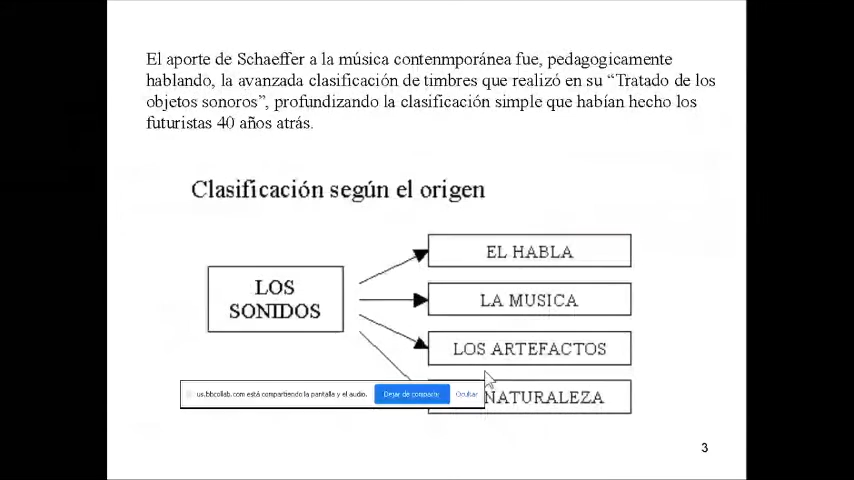 El aporte de Schaeffer a la música contenmporánea fue, pedagogicamente
hablando, la avanzada clasificación de timbres que realizó en su “Tratado de los
objetos sonoros”, profundizando la clasificación simple que habían hecho los
futuristas 40 años atrás.
Clasificación según el origen
LOS
SONIDOS
EL HABLA
LA MUSICA
LOS ARTEFACTOS
NATURALEZA
us.bbcollab.com está compartiendo la pantalla y el audio.
Dejar de compartir
Ocultar
3